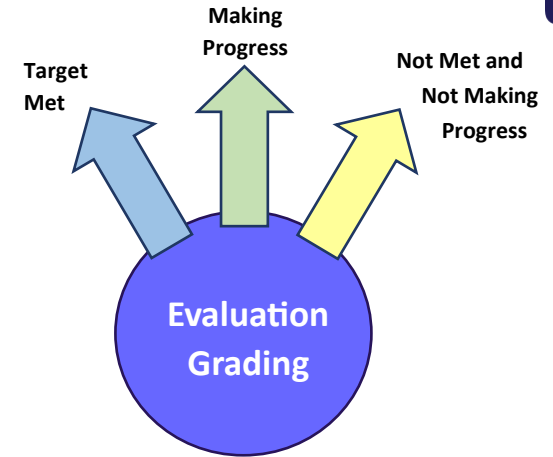 Making
Progress
Target
Met
Not Met and
Not Making
Progress
Evaluation
Grading